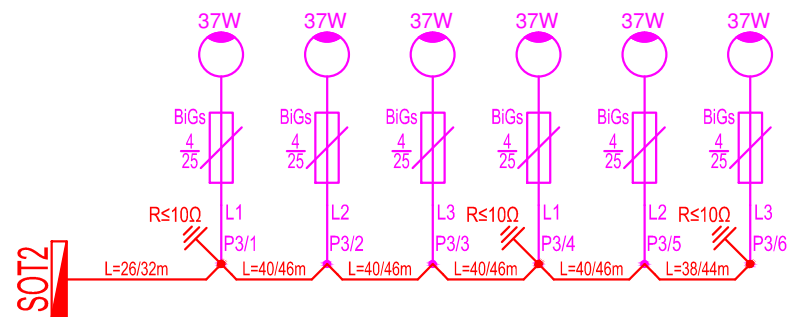 37W 37W 37W 37W 37W 37W
BiGs BiGs BiGs BiGs BiGs BiGs
4 4 4 4 4 4
25 25 25 25 25 25
R≤10Ω L1 L2 L3 R≤10Ω L1 L2 R≤10Ω L3
P3/1 P3/2 P3/3 P3/4 P3/5 P3/6
SOT2
L=26/32m L=40/46m L=40/46m L=40/46m L=40/46m L=38/44m